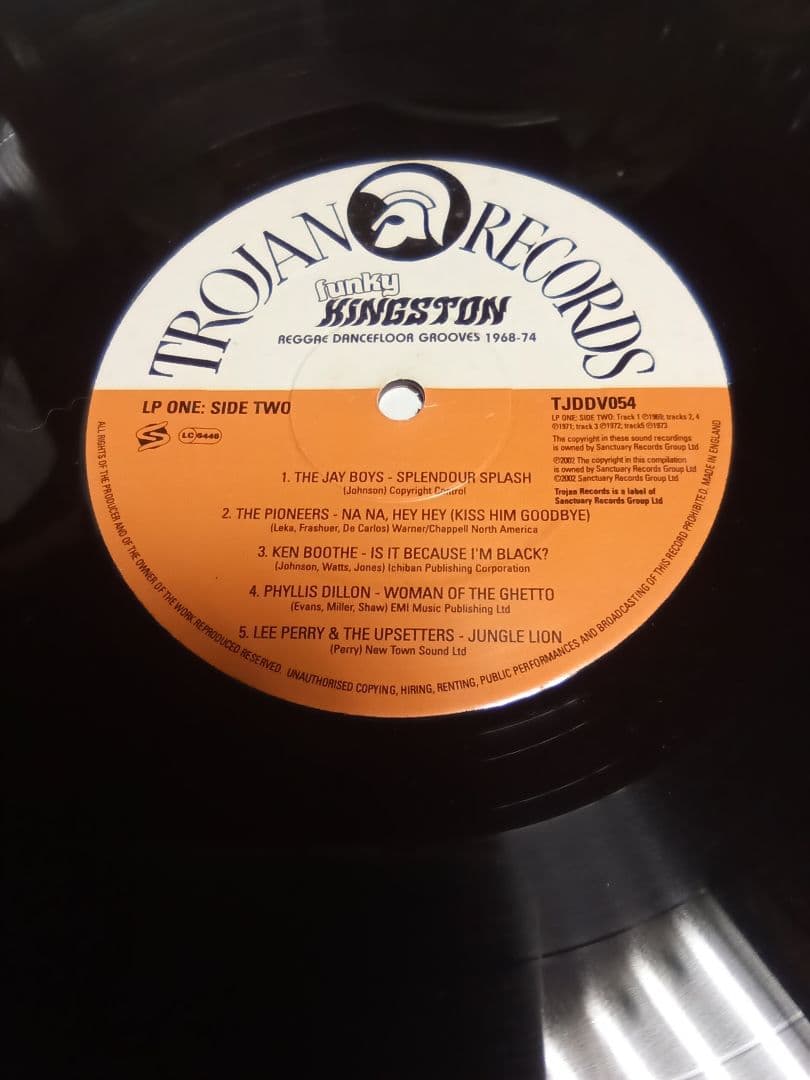 TROJAN RECORDS
funky
KINGSTON
REGGAE DANCEFLOOR GROOVES 1968-74
LP ONE: SIDE TWO
LC 6448
TJDDV054
LP ONE; SIDE TWO: Track 1 ℗1969; tracks 2, 4
℗1971; track 3 ℗1972; track5 ℗1973
The copyright in these sound recordings
is owned by Sanctuary Records Group Ltd
℗2002 The copyright in this compilation
is owned by Sanctuary Records Group Ltd
©2002 Sanctuary Records Group Ltd
Trojan Records is a label of
Sanctuary Records Group Ltd
1. THE JAY BOYS - SPLENDOUR SPLASH
(Johnson) Copyright Control
2. THE PIONEERS - NA NA, HEY HEY (KISS HIM GOODBYE)
(Leka, Frashuer, De Carlos) Warner/Chappell North America
3. KEN BOOTHE - IS IT BECAUSE I'M BLACK?
(Johnson, Watts, Jones) Ichiban Publishing Corporation
4. PHYLLIS DILLON - WOMAN OF THE GHETTO
(Evans, Miller, Shaw) EMI Music Publishing Ltd
5. LEE PERRY & THE UPSETTERS - JUNGLE LION
(Perry) New Town Sound Ltd
ALL RIGHTS OF THE PRODUCER AND OF THE OWNER OF THE WORK REPRODUCED RESERVED. UNAUTHORISED COPYING, HIRING, RENTING, PUBLIC PERFORMANCES AND BROADCASTING OF THIS RECORD PROHIBITED. MADE IN ENGLAND